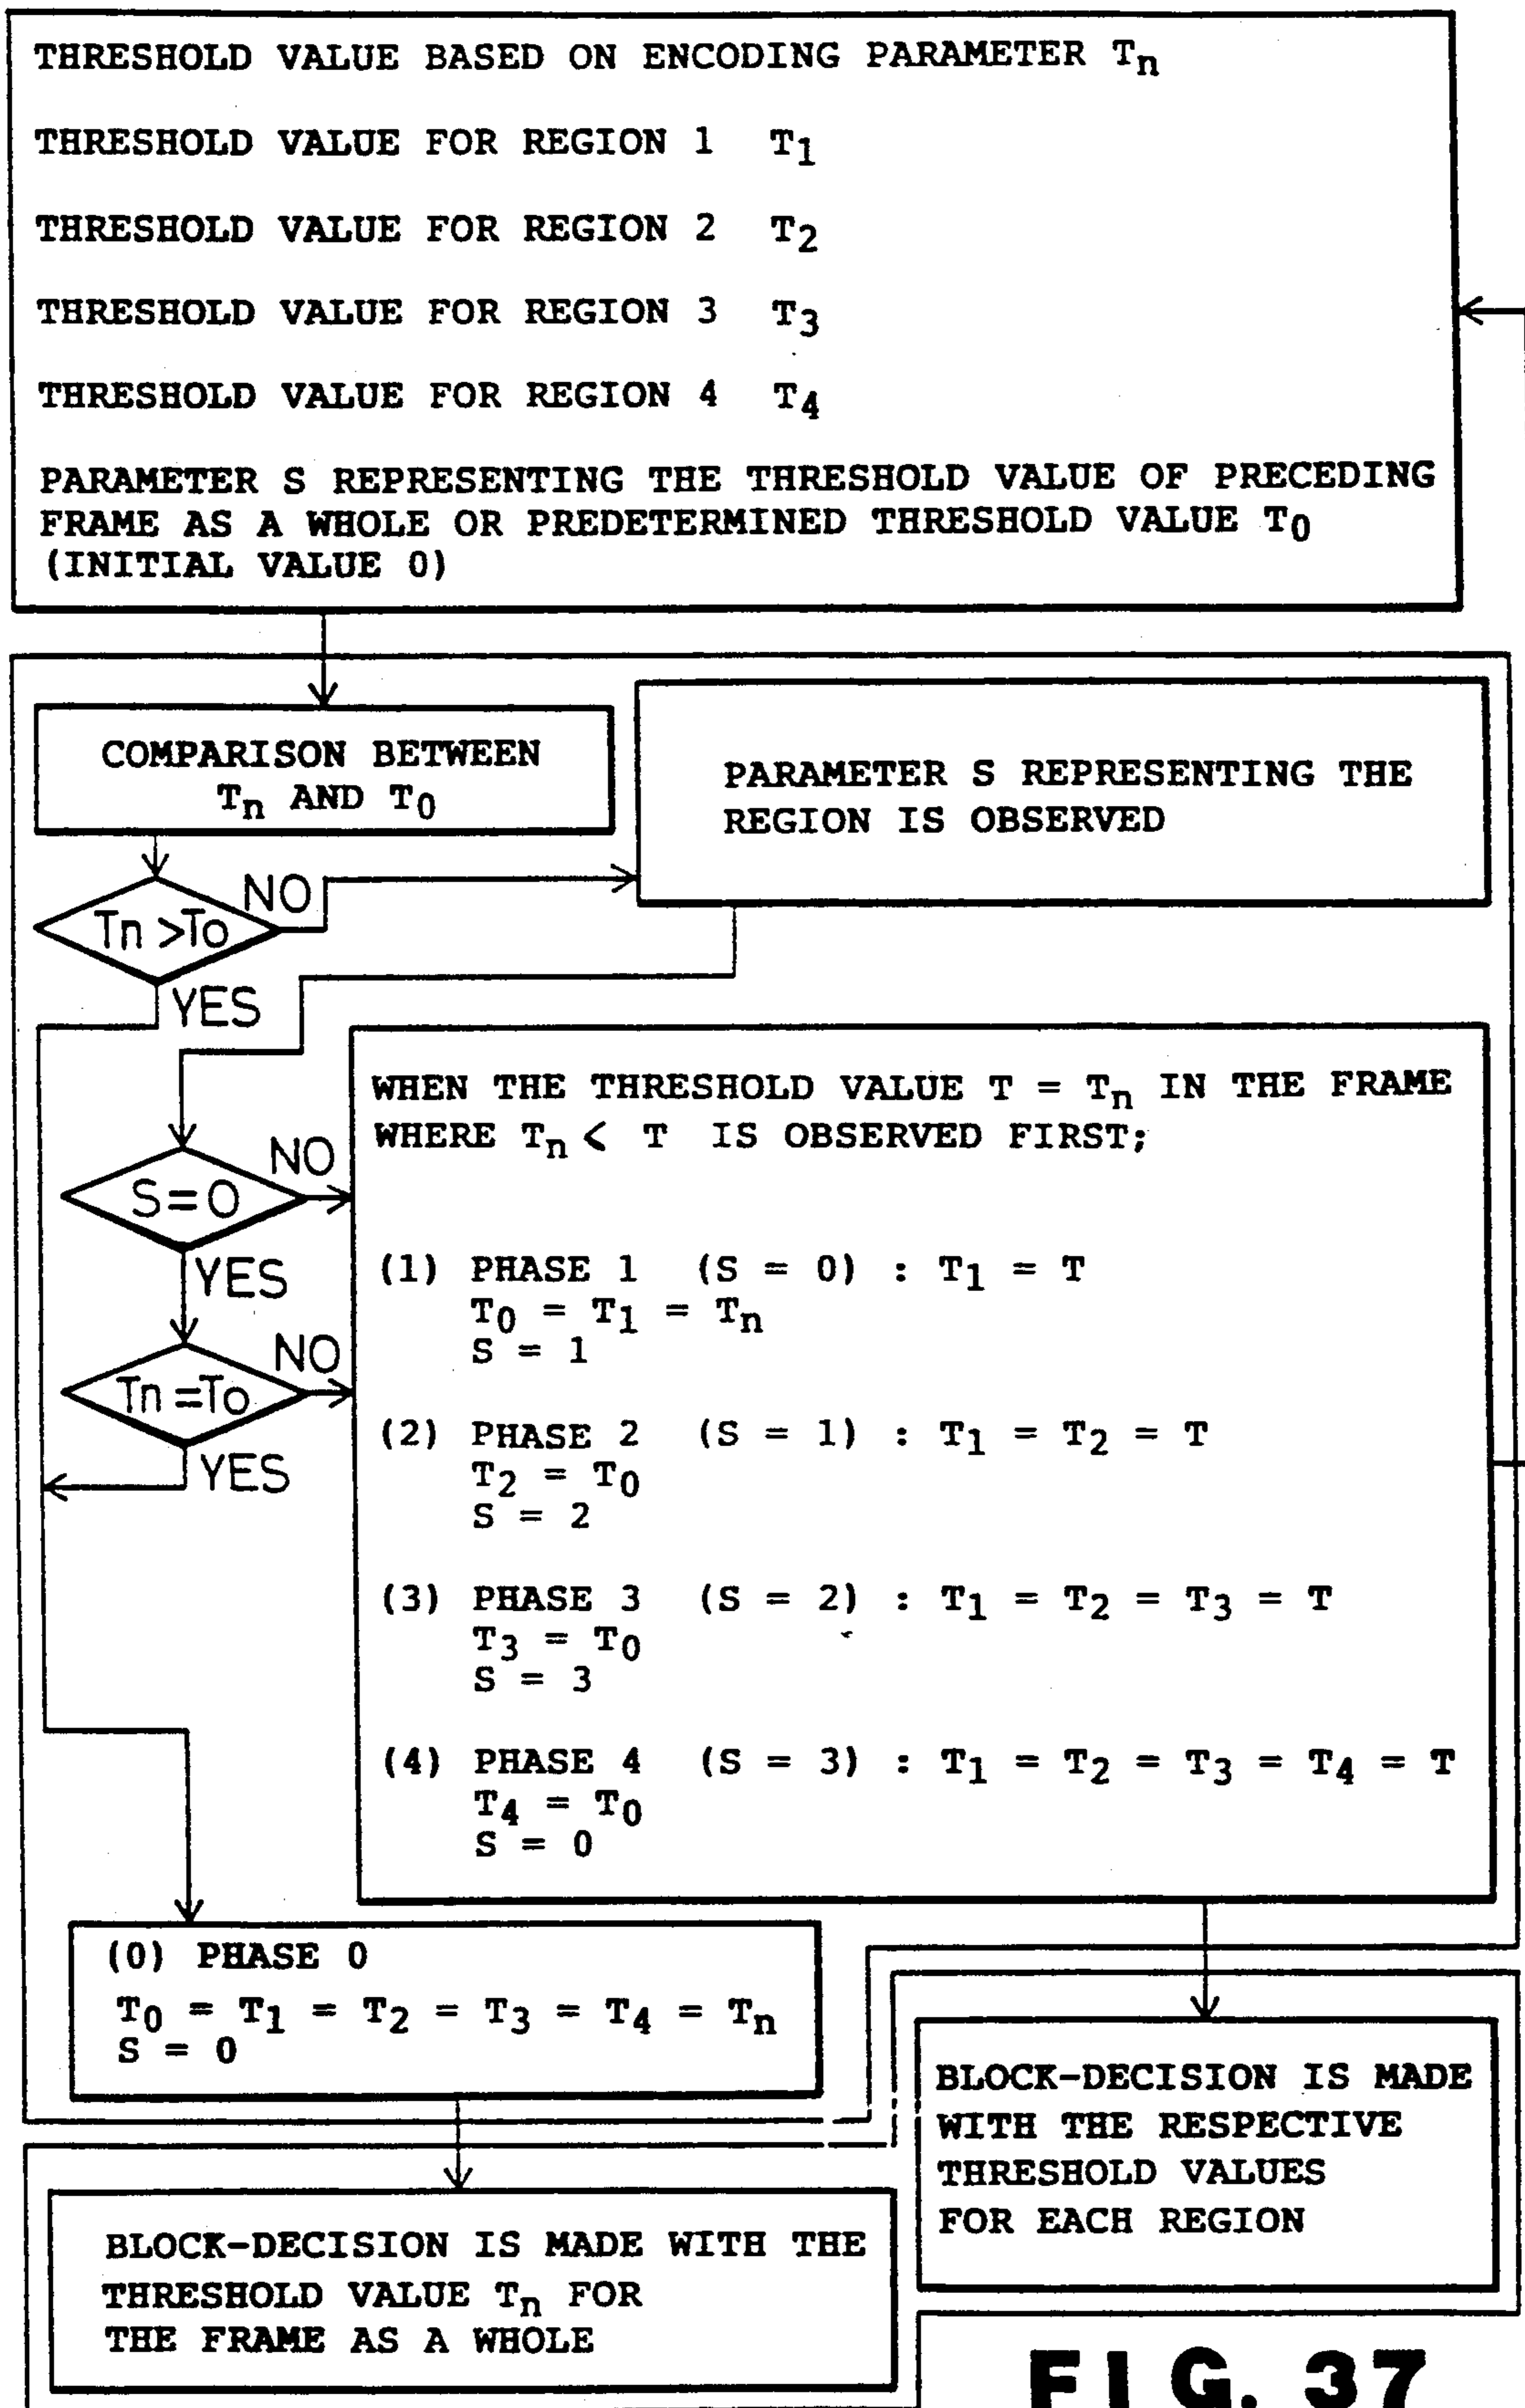 THRESHOLD VALUE BASED ON ENCODING PARAMETER Tn
THRESHOLD VALUE FOR REGION 1 T1
THRESHOLD VALUE FOR REGION 2 T2
THRESHOLD VALUE FOR REGION 3 T3
THRESHOLD VALUE FOR REGION 4 T4
PARAMETER S REPRESENTING THE THRESHOLD VALUE OF PRECEDING
FRAME AS A WHOLE OR PREDETERMINED THRESHOLD VALUE T0
(INITIAL VALUE 0)
COMPARISON BETWEEN
Tn AND T0
PARAMETER S REPRESENTING THE
REGION IS OBSERVED
Tn >To
NO
YES
WHEN THE THRESHOLD VALUE T = Tn IN THE FRAME
WHERE Tn < T IS OBSERVED FIRST;
S=0
NO
YES
Tn =To
NO
YES
(1) PHASE 1 (S = 0) : T1 = T
T0 = T1 = Tn
S = 1
(2) PHASE 2 (S = 1) : T1 = T2 = T
T2 = T0
S = 2
(3) PHASE 3 (S = 2) : T1 = T2 = T3 = T
T3 = T0
S = 3
(4) PHASE 4 (S = 3) : T1 = T2 = T3 = T4 = T
T4 = T0
S = 0
(0) PHASE 0
T0 = T1 = T2 = T3 = T4 = Tn
S = 0
BLOCK-DECISION IS MADE
WITH THE RESPECTIVE
THRESHOLD VALUES
FOR EACH REGION
BLOCK-DECISION IS MADE WITH THE
THRESHOLD VALUE Tn FOR
THE FRAME AS A WHOLE
FIG. 37